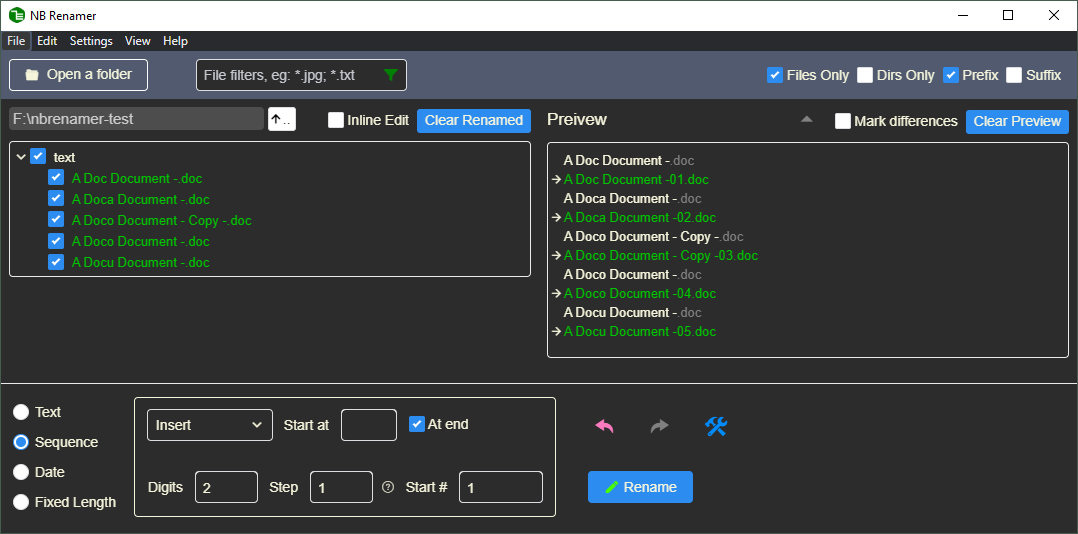 NB Renamer
File Edit Settings View Help
Open a folder File filters, eg: *.jpg; *.txt Files Only Dirs Only Prefix Suffix
F:\nbrenamer-test ↑.. Inline Edit Clear Renamed
text
A Doc Document -.doc
A Doca Document -.doc
A Doco Document - Copy -.doc
A Doco Document -.doc
A Docu Document -.doc
Preivew Mark differences Clear Preview
A Doc Document -.doc
→ A Doc Document -01.doc
A Doca Document -.doc
→ A Doca Document -02.doc
A Doco Document - Copy -.doc
→ A Doco Document - Copy -03.doc
A Doco Document -.doc
→ A Doco Document -04.doc
A Docu Document -.doc
→ A Docu Document -05.doc
Text
Sequence
Date
Fixed Length
Insert Start at At end
Digits 2 Step 1 ? Start # 1
Rename